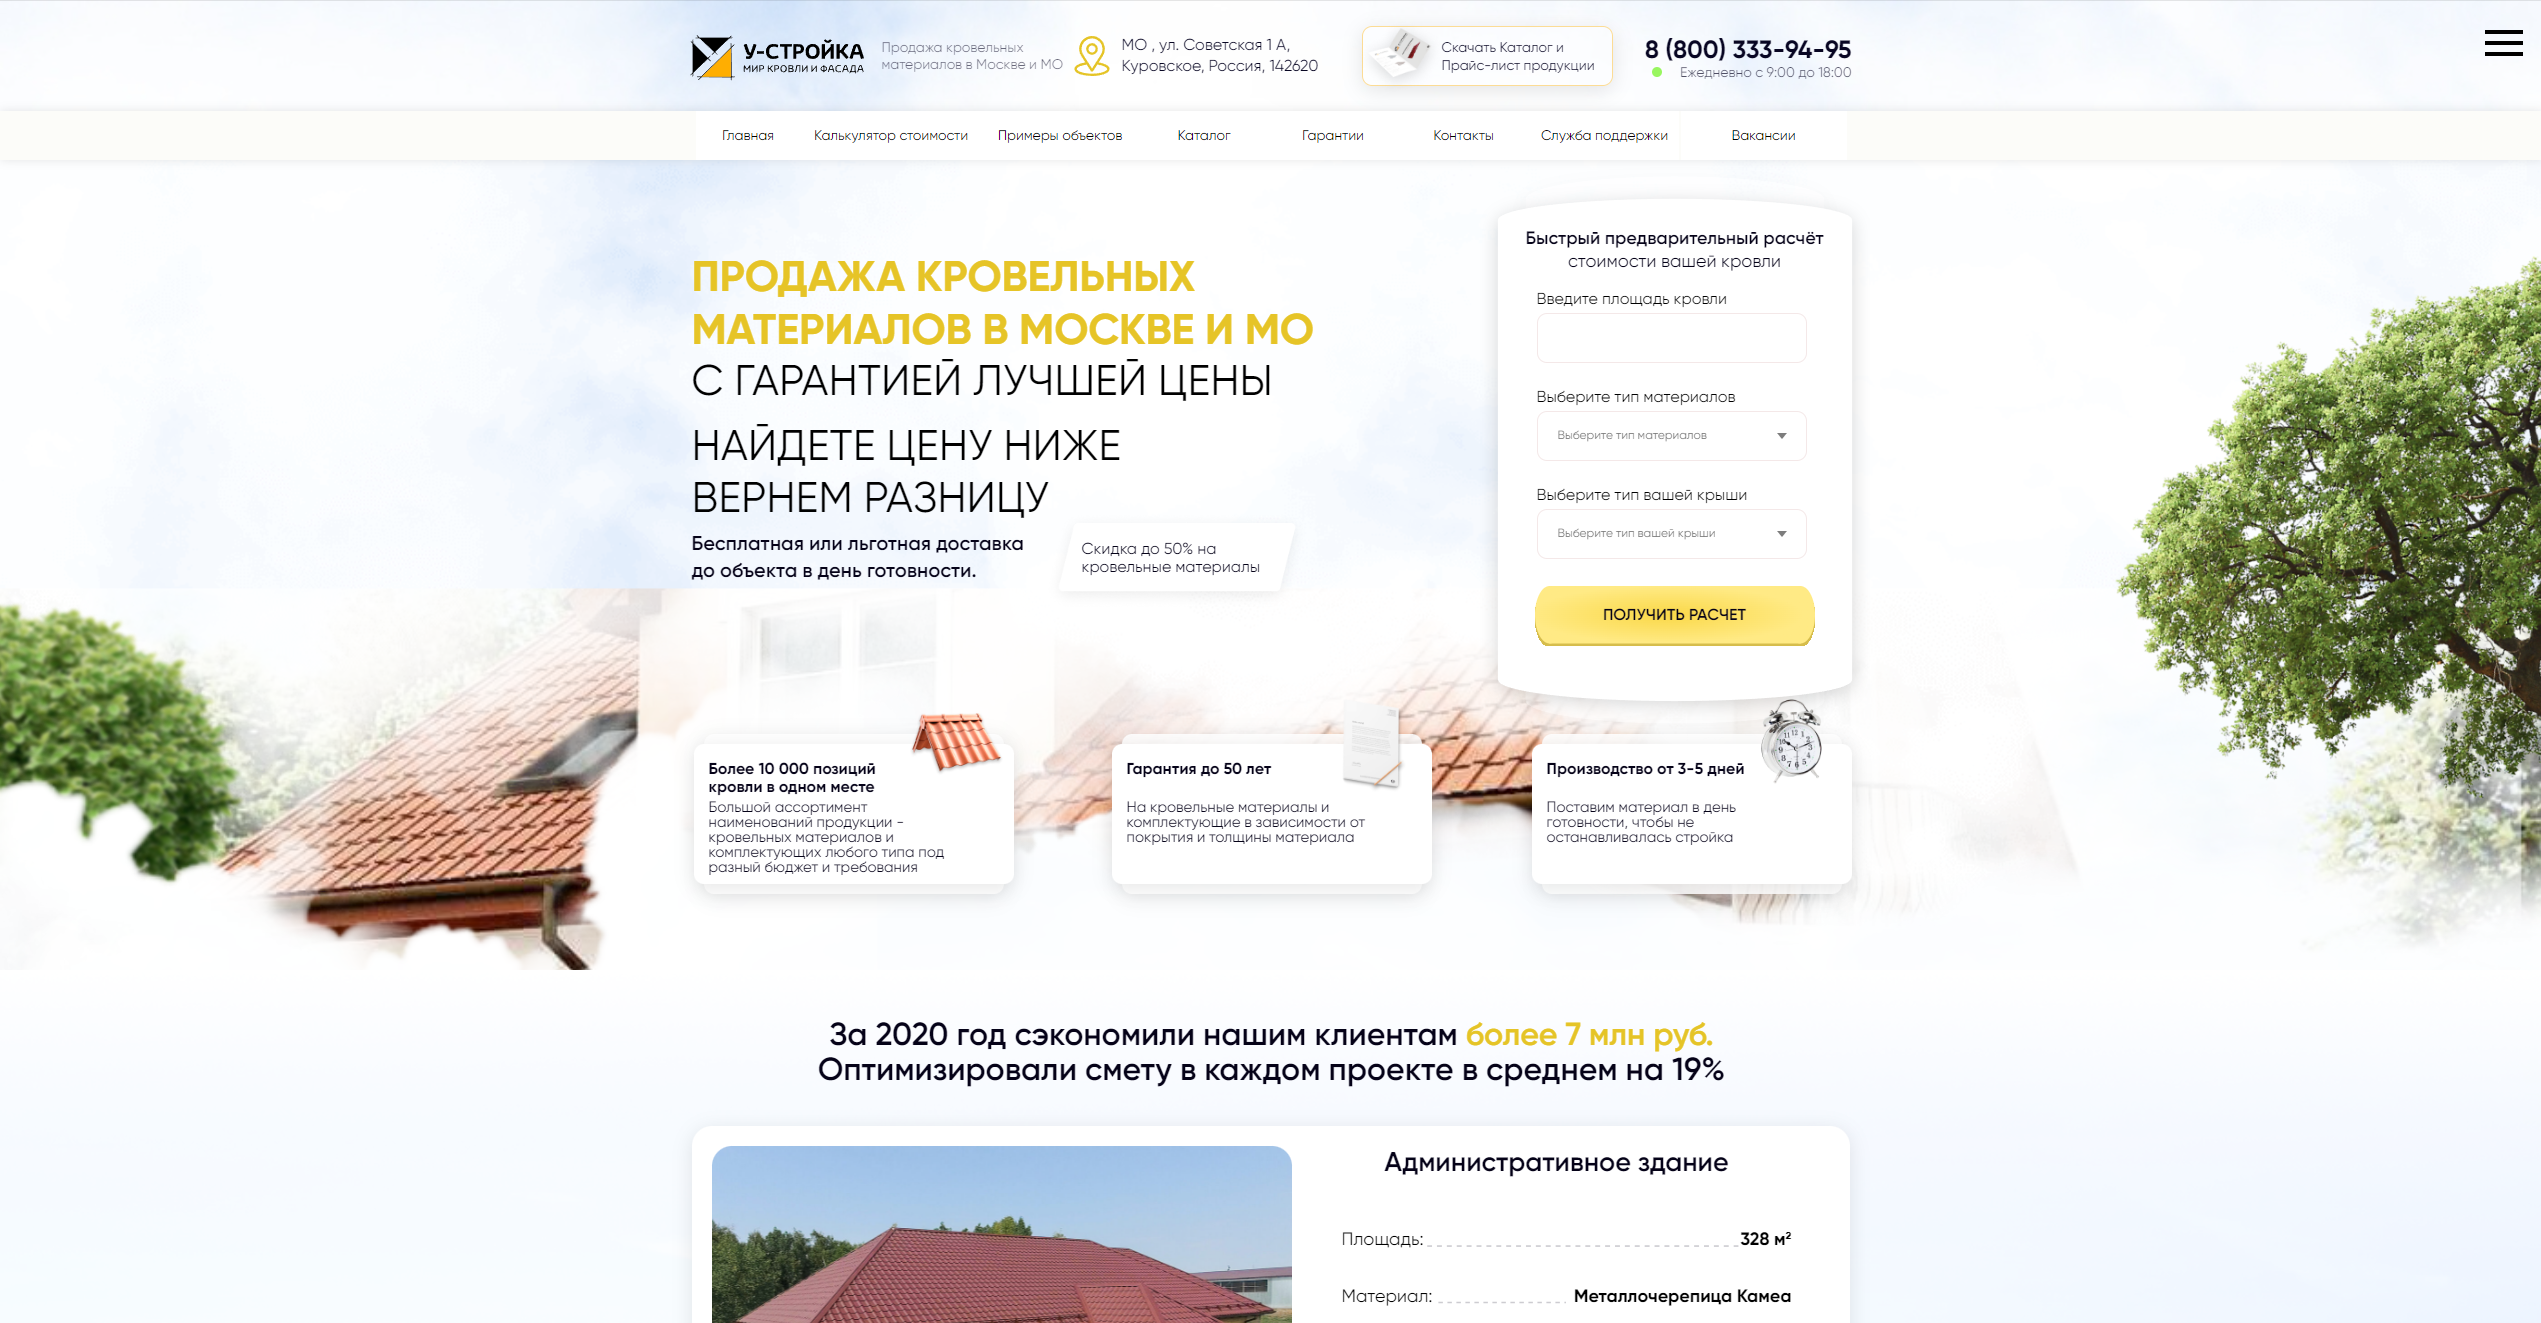 У-СТРОЙКА
МИР КРОВЛИ И ФАСАДА
Продажа кровельных
материалов в Москве и МО
МО , ул. Советская 1 А,
Куровское, Россия, 142620
Скачать Каталог и
Прайс-лист продукции
8 (800) 333-94-95
Ежедневно с 9:00 до 18:00
Главная
Калькулятор стоимости
Примеры объектов
Каталог
Гарантии
Контакты
Служба поддержки
Вакансии
ПРОДАЖА КРОВЕЛЬНЫХ
МАТЕРИАЛОВ В МОСКВЕ И МО
С ГАРАНТИЕЙ ЛУЧШЕЙ ЦЕНЫ
НАЙДЕТЕ ЦЕНУ НИЖЕ
ВЕРНЕМ РАЗНИЦУ
Бесплатная или льготная доставка
до объекта в день готовности.
Скидка до 50% на
кровельные материалы
Быстрый предварительный расчёт
стоимости вашей кровли
Введите площадь кровли
Выберите тип материалов
Выберите тип материалов
Выберите тип вашей крыши
Выберите тип вашей крыши
ПОЛУЧИТЬ РАСЧЕТ
Более 10 000 позиций
кровли в одном месте
Большой ассортимент
наименований продукции -
кровельных материалов и
комплектующих любого типа под
разный бюджет и требования
Гарантия до 50 лет
На кровельные материалы и
комплектующие в зависимости от
покрытия и толщины материала
Производство от 3-5 дней
Поставим материал в день
готовности, чтобы не
останавливалась стройка
За 2020 год сэкономили нашим клиентам более 7 млн руб.
Оптимизировали смету в каждом проекте в среднем на 19%
Административное здание
Площадь: 328 м²
Материал: Металлочерепица Камеа